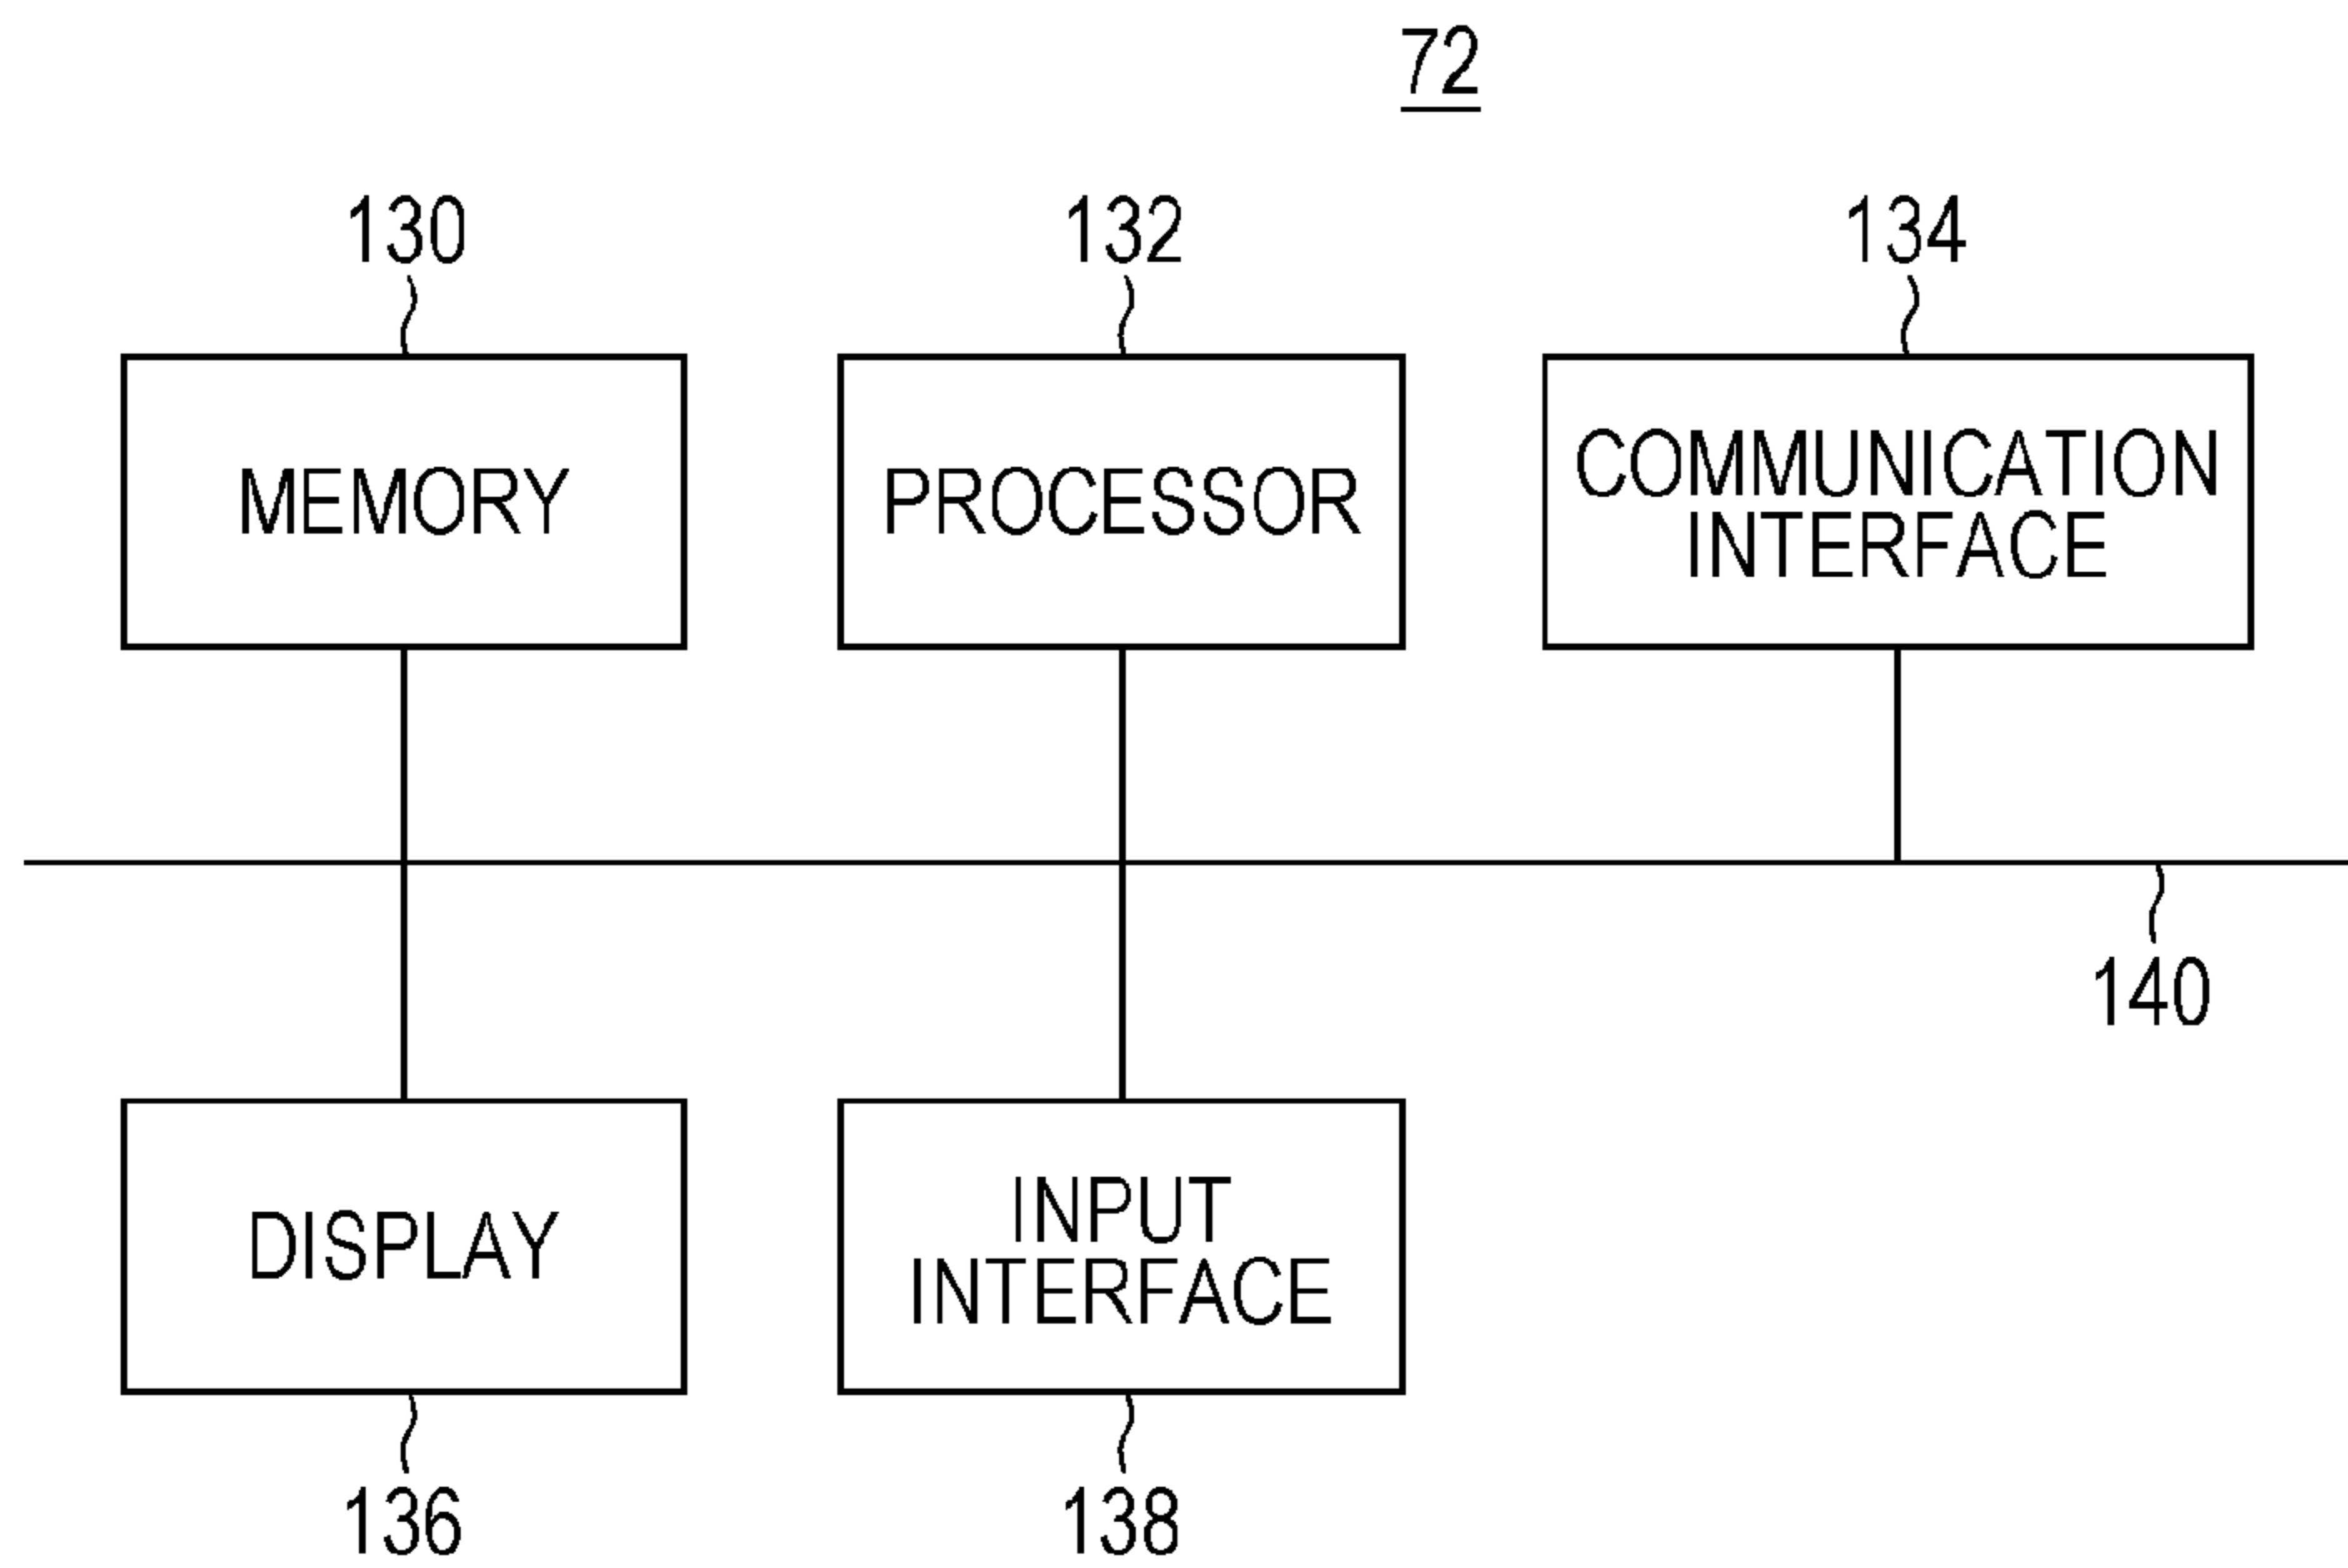 72
130
132
134
MEMORY
PROCESSOR
COMMUNICATION
INTERFACE
140
DISPLAY
INPUT
INTERFACE
136
138